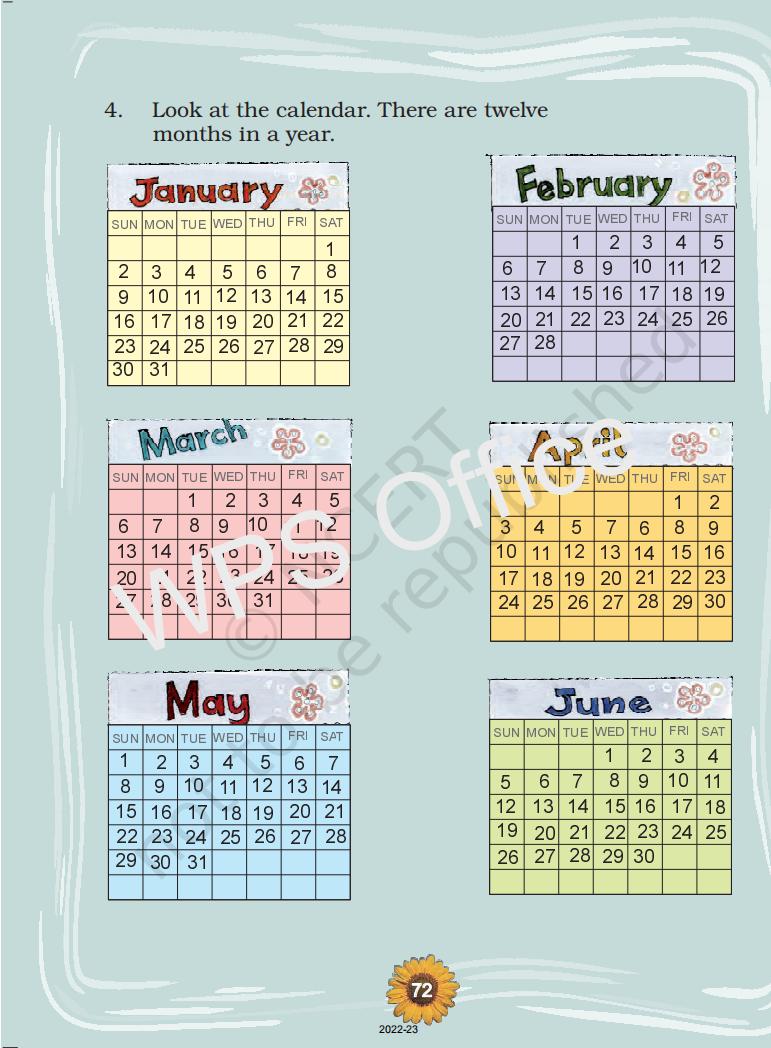 4. Look at the calendar. There are twelve
months in a year.
January
SUN MON TUE WED THU FRI SAT
1
2 3 4 5 6 7 8
9 10 11 12 13 14 15
16 17 18 19 20 21 22
23 24 25 26 27 28 29
30 31
February
SUN MON TUE WED THU FRI SAT
1 2 3 4 5
6 7 8 9 10 11 12
13 14 15 16 17 18 19
20 21 22 23 24 25 26
27 28
March
SUN MON TUE WED THU FRI SAT
1 2 3 4 5
6 7 8 9 10 12
13 14 15 16 17 18 19
20 22 23 24 25
27 28 29 30 31
April
SUN MON TUE WED THU FRI SAT
1 2
3 4 5 7 6 8 9
10 11 12 13 14 15 16
17 18 19 20 21 22 23
24 25 26 27 28 29 30
May
SUN MON TUE WED THU FRI SAT
1 2 3 4 5 6 7
8 9 10 11 12 13 14
15 16 17 18 19 20 21
22 23 24 25 26 27 28
29 30 31
June
SUN MON TUE WED THU FRI SAT
1 2 3 4
5 6 7 8 9 10 11
12 13 14 15 16 17 18
19 20 21 22 23 24 25
26 27 28 29 30
WPS Office
© NCERT
not to be republished
72
2022-23